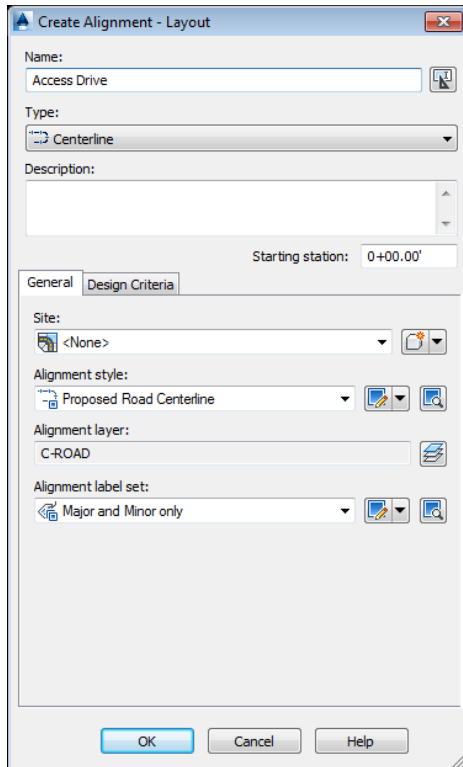 Create Alignment - Layout
Name:
Access Drive
Type:
Centerline
Description:
Starting station: 0+00.00'
General Design Criteria
Site:
<None>
Alignment style:
Proposed Road Centerline
Alignment layer:
C-ROAD
Alignment label set:
Major and Minor only
OK Cancel Help